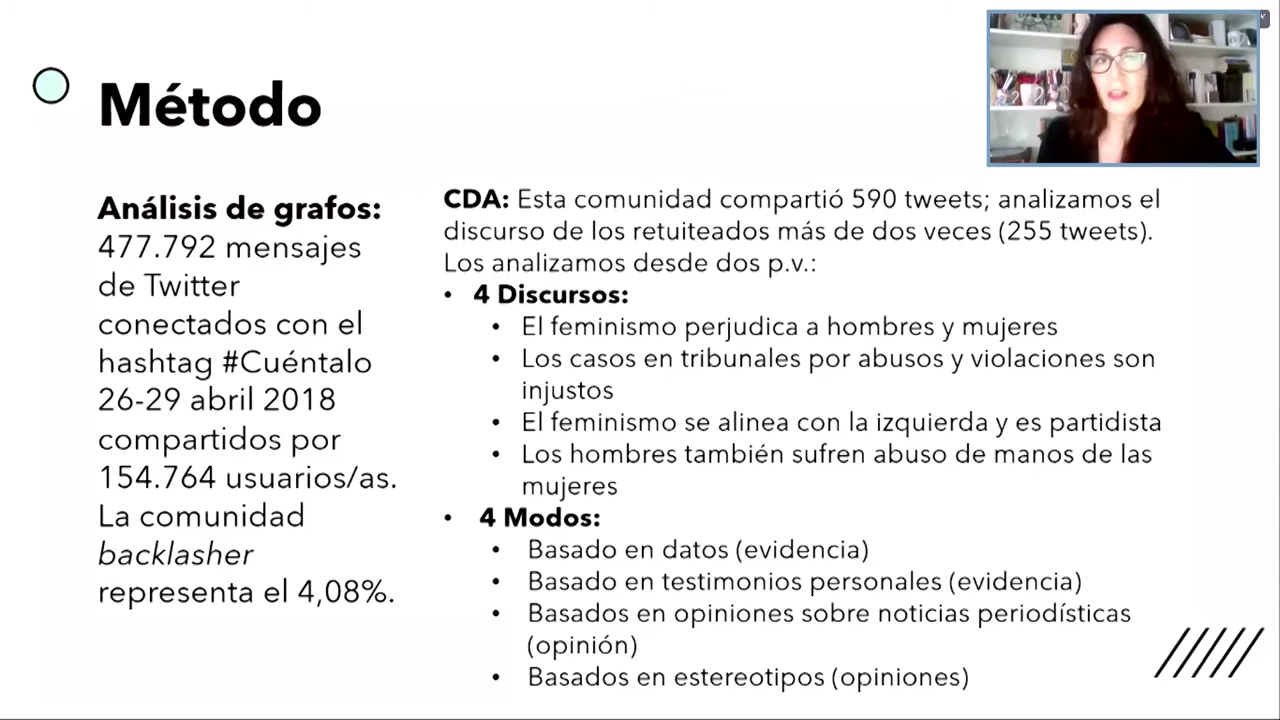 Método
Análisis de grafos:
477.792 mensajes
de Twitter
conectados con el
hashtag #Cuéntalo
26-29 abril 2018
compartidos por
154.764 usuarios/as.
La comunidad
backlasher
representa el 4,08%.
CDA: Esta comunidad compartió 590 tweets; analizamos el
discurso de los retuiteados más de dos veces (255 tweets).
Los analizamos desde dos p.v.:
• 4 Discursos:
• El feminismo perjudica a hombres y mujeres
• Los casos en tribunales por abusos y violaciones son
injustos
• El feminismo se alinea con la izquierda y es partidista
• Los hombres también sufren abuso de manos de las
mujeres
• 4 Modos:
• Basado en datos (evidencia)
• Basado en testimonios personales (evidencia)
• Basados en opiniones sobre noticias periodísticas
(opinión)
• Basados en estereotipos (opiniones)